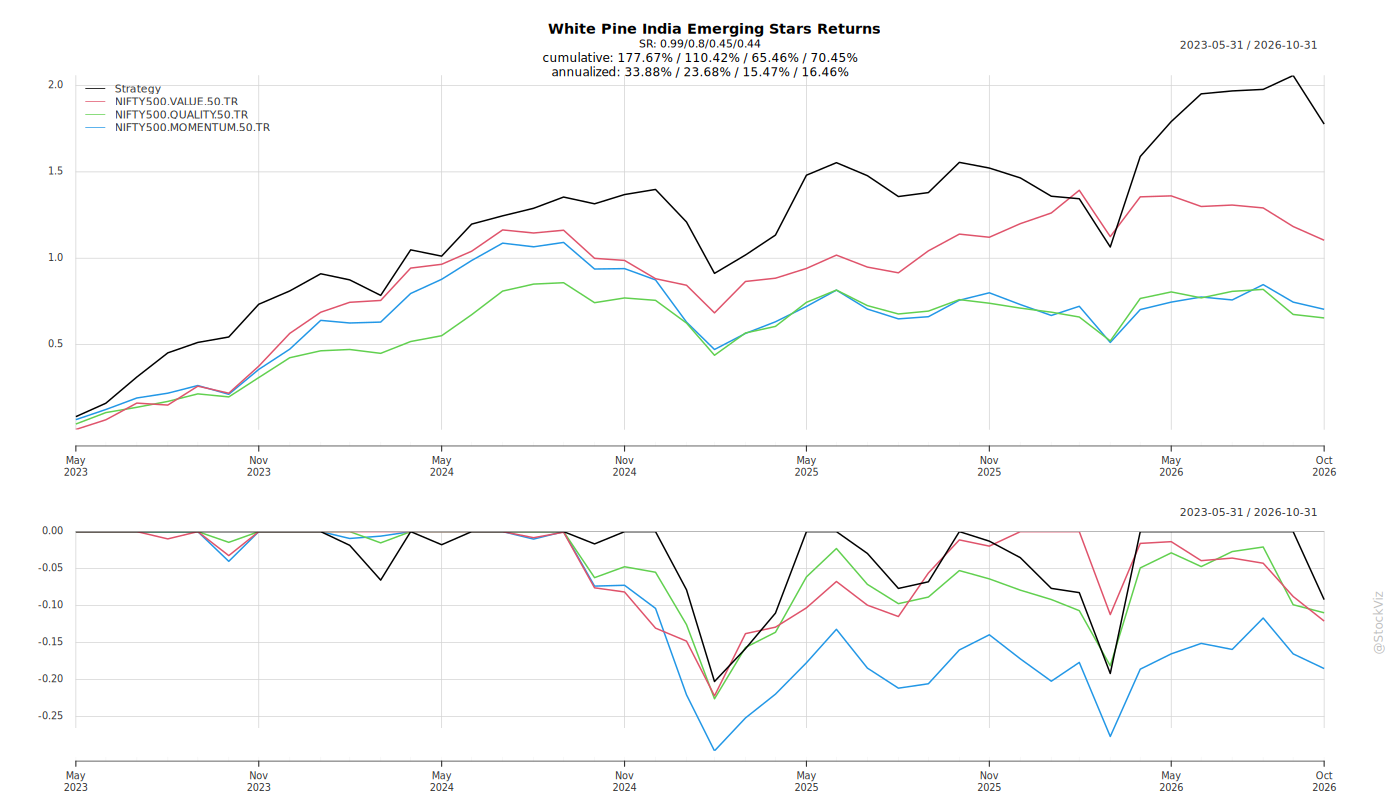 White Pine India Emerging Stars Returns
SR: 0.99/0.8/0.45/0.44
cumulative: 177.67% / 110.42% / 65.46% / 70.45%
annualized: 33.88% / 23.68% / 15.47% / 16.46%
2023-05-31 / 2026-10-31
Strategy
NIFTY500.VALUE.50.TR
NIFTY500.QUALITY.50.TR
NIFTY500.MOMENTUM.50.TR
2.0
1.5
1.0
0.5
May 2023
Nov 2023
May 2024
Nov 2024
May 2025
Nov 2025
May 2026
Oct 2026
2023-05-31 / 2026-10-31
0.00
-0.05
-0.10
-0.15
-0.20
-0.25
May 2023
Nov 2023
May 2024
Nov 2024
May 2025
Nov 2025
May 2026
Oct 2026
@StockViz